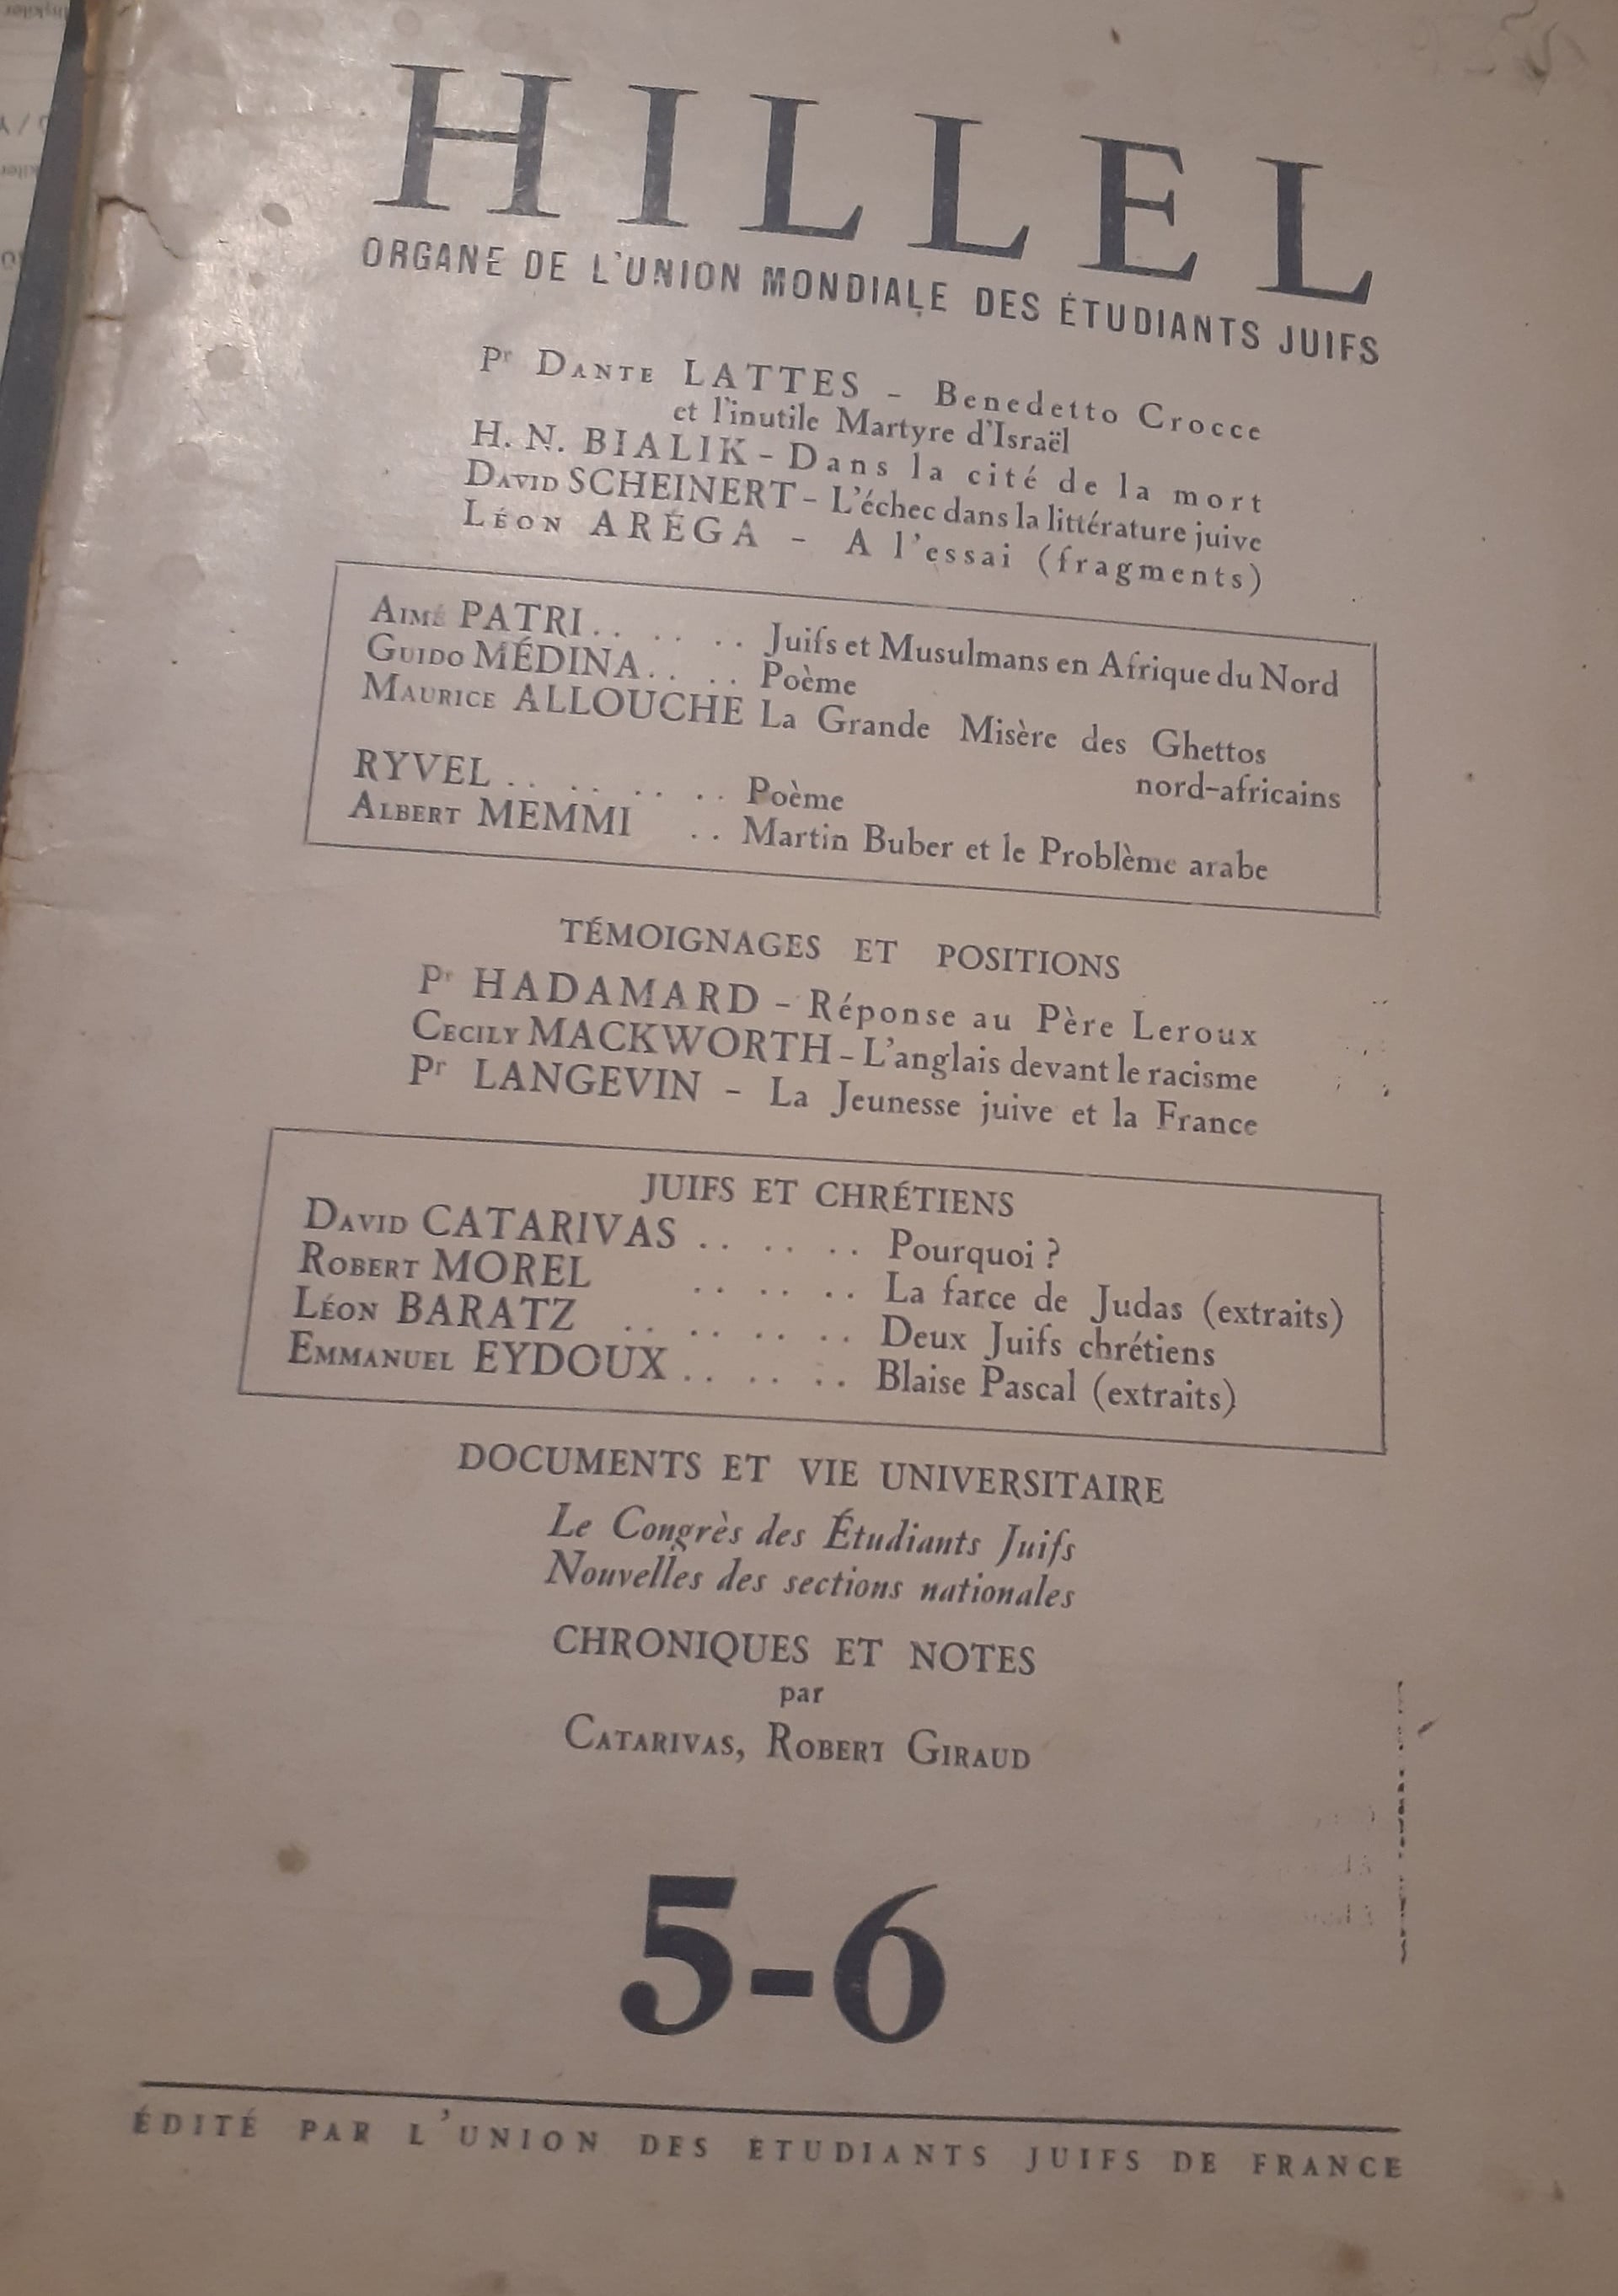 HILLEL
ORGANE DE L'UNION MONDIALE DES ÉTUDIANTS JUIFS
Pr DANTE LATTES - Benedetto Crocce
et l'inutile Martyre d'Israël
H. N. BIALIK - Dans la cité de la mort
DAVID SCHEINERT - L'échec dans la littérature juive
LÉON ARÉGA - A l'essai (fragments)
AIMÉ PATRI . . . . . . Juifs et Musulmans en Afrique du Nord
GUIDO MÉDINA . . . . Poème
MAURICE ALLOUCHE La Grande Misère des Ghettos
nord-africains
RYVEL . . . . . . . . Poème
ALBERT MEMMI . . Martin Buber et le Problème arabe
TÉMOIGNAGES ET POSITIONS
Pr HADAMARD - Réponse au Père Leroux
CECILY MACKWORTH - L'anglais devant le racisme
Pr LANGEVIN - La Jeunesse juive et la France
JUIFS ET CHRÉTIENS
DAVID CATARIVAS . . . . . . Pourquoi ?
ROBERT MOREL . . . . . . La farce de Judas (extraits)
LÉON BARATZ . . . . . . . . Deux Juifs chrétiens
EMMANUEL EYDOUX . . . . . . Blaise Pascal (extraits)
DOCUMENTS ET VIE UNIVERSITAIRE
Le Congrès des Étudiants Juifs
Nouvelles des sections nationales
CHRONIQUES ET NOTES
par
CATARIVAS, ROBERT GIRAUD
5-6
ÉDITÉ PAR L'UNION DES ÉTUDIANTS JUIFS DE FRANCE